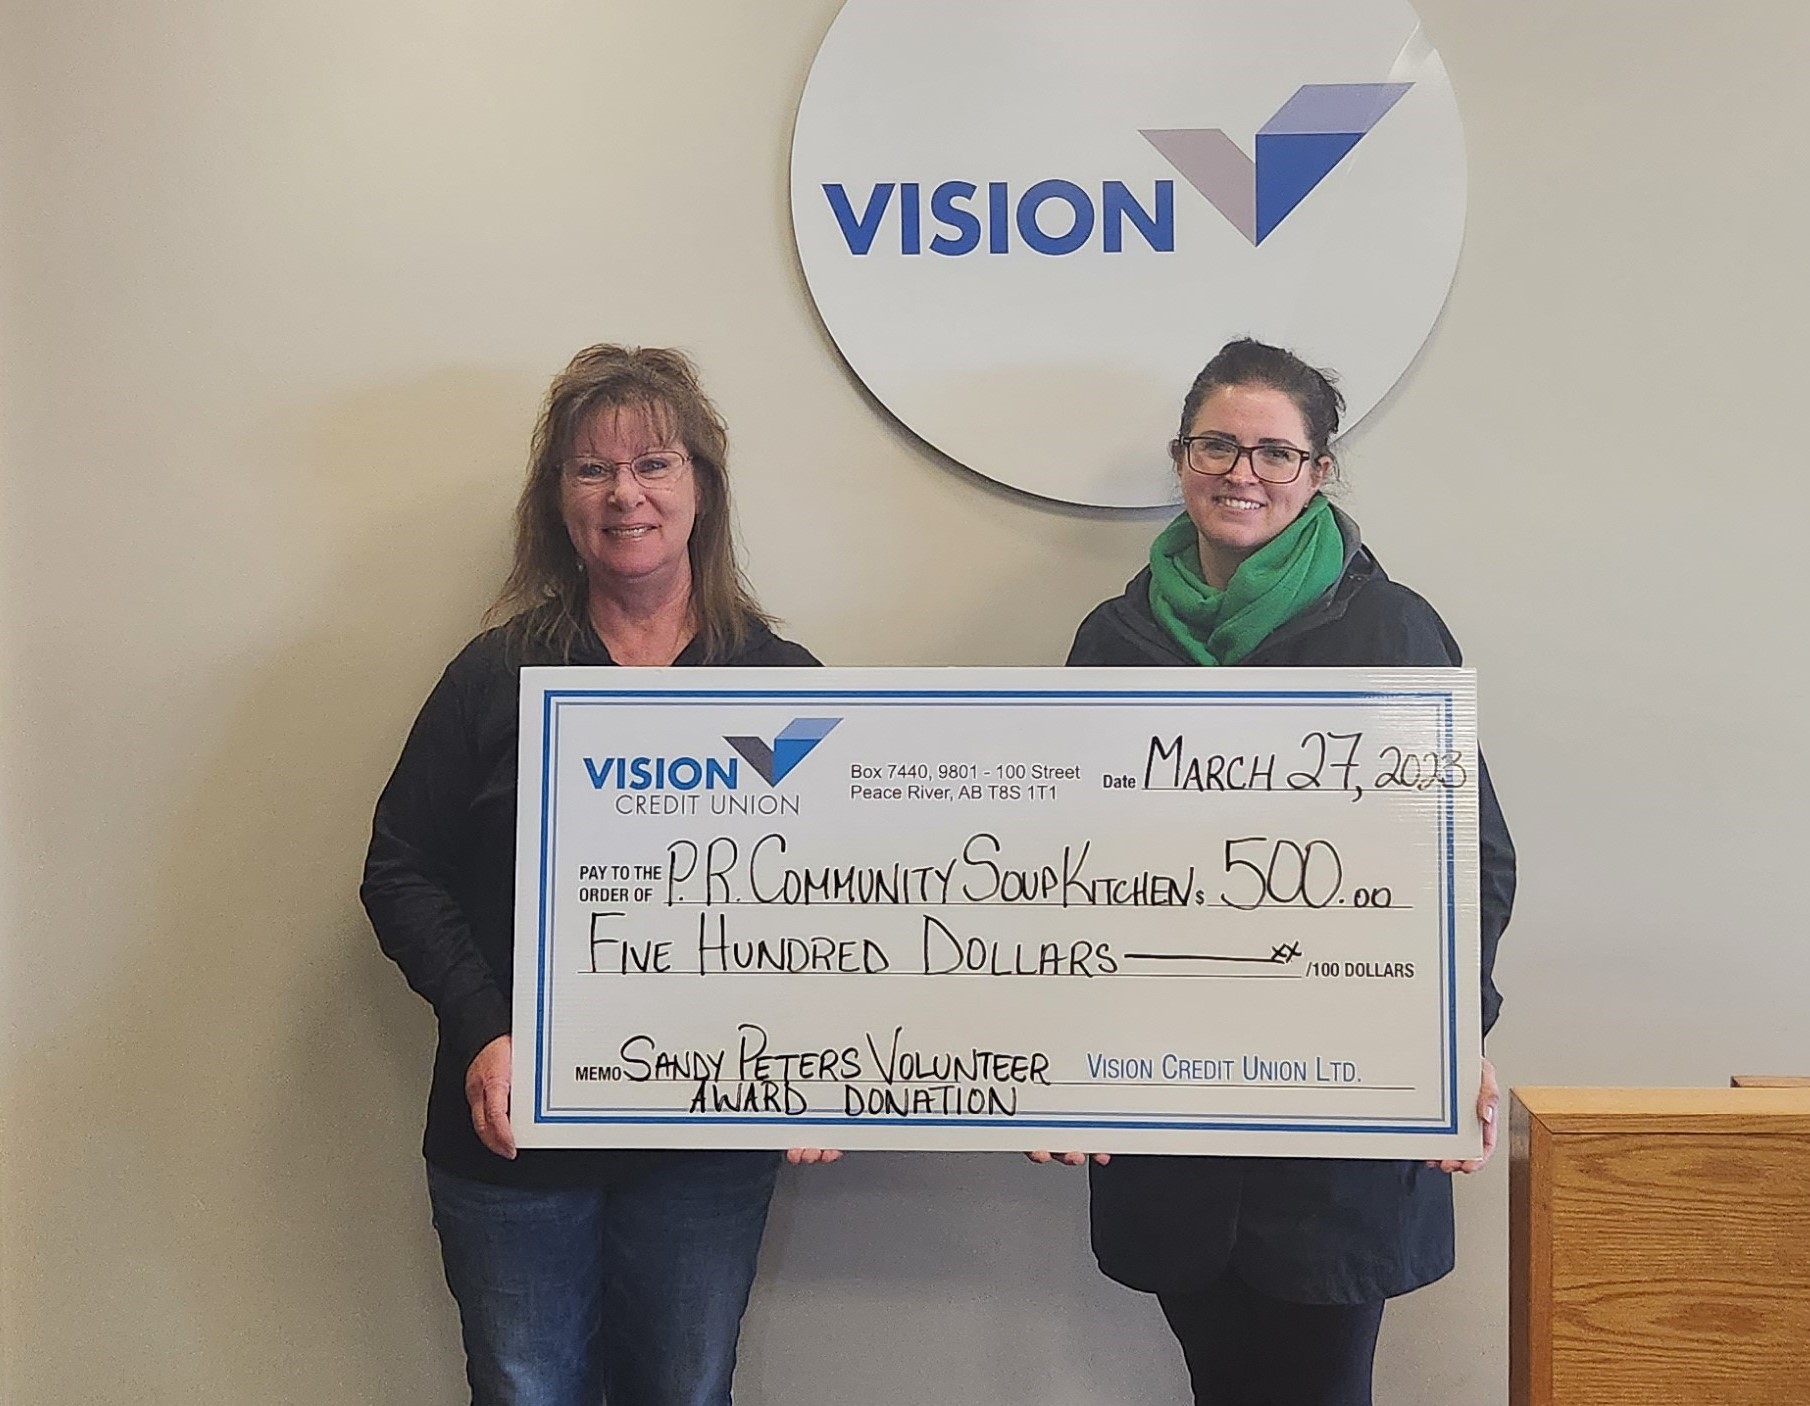 VISION
VISION
CREDIT UNION
Box 7440, 9801 - 100 Street
Peace River, AB T8S 1T1
Date MARCH 27, 2023
PAY TO THE
ORDER OF P.R. COMMUNITY SOUP KITCHEN $ 500.00
FIVE HUNDRED DOLLARS — xx /100 DOLLARS
MEMO SANDY PETERS VOLUNTEER
AWARD DONATION
VISION CREDIT UNION LTD.